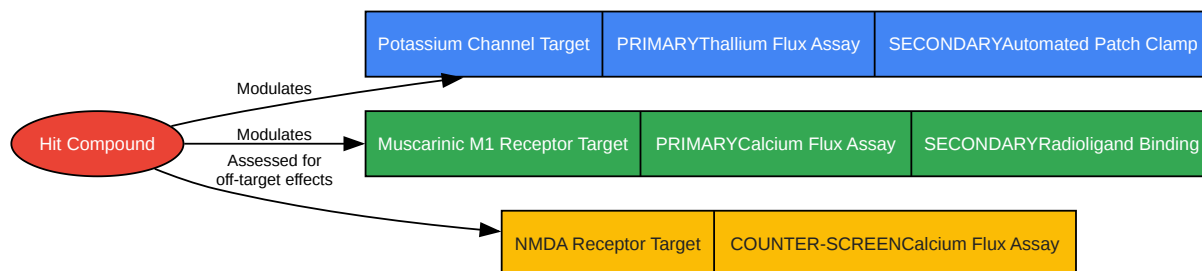 Potassium Channel Target
PRIMARYThallium Flux Assay
SECONDARYAutomated Patch Clamp
Modulates
Hit Compound
Modulates
Muscarinic M1 Receptor Target
PRIMARYCalcium Flux Assay
SECONDARYRadioligand Binding
Assessed for
off-target effects
NMDA Receptor Target
COUNTER-SCREENCalcium Flux Assay